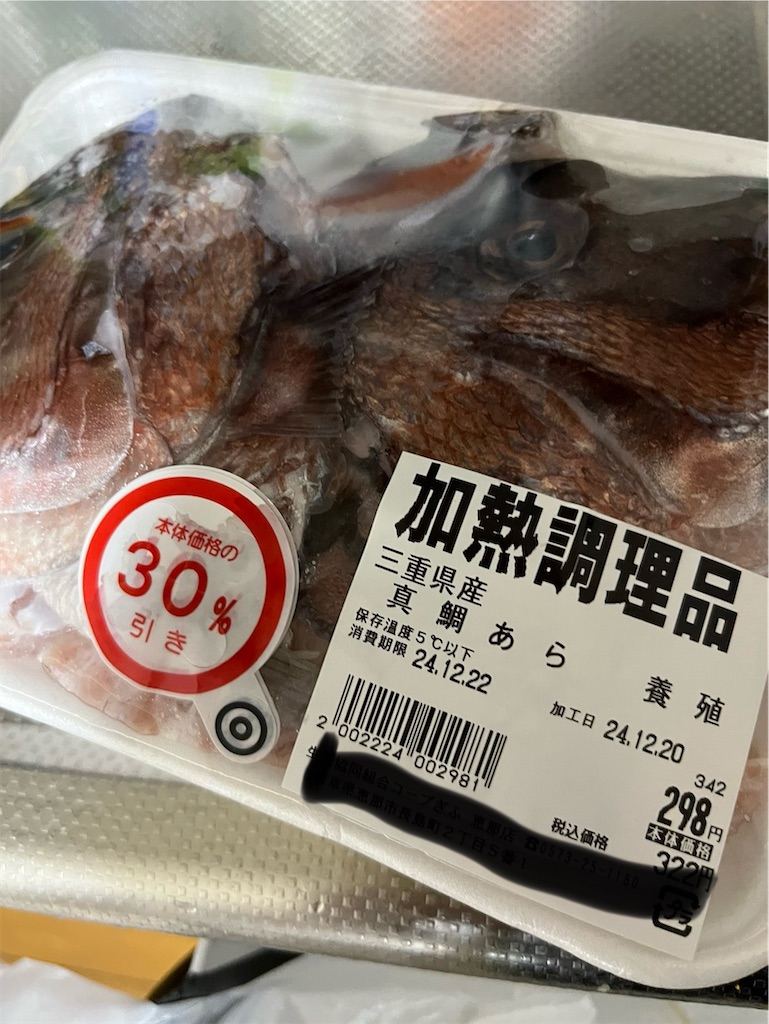 本体価格の
30%
引き
加熱調理品
三重県産
真鯛あら
養殖
保存温度5℃以下
消費期限 24.12.22
加工日 24.12.20
2 002224 002981
342
298円
本体価格
税込価格
322円
プラ